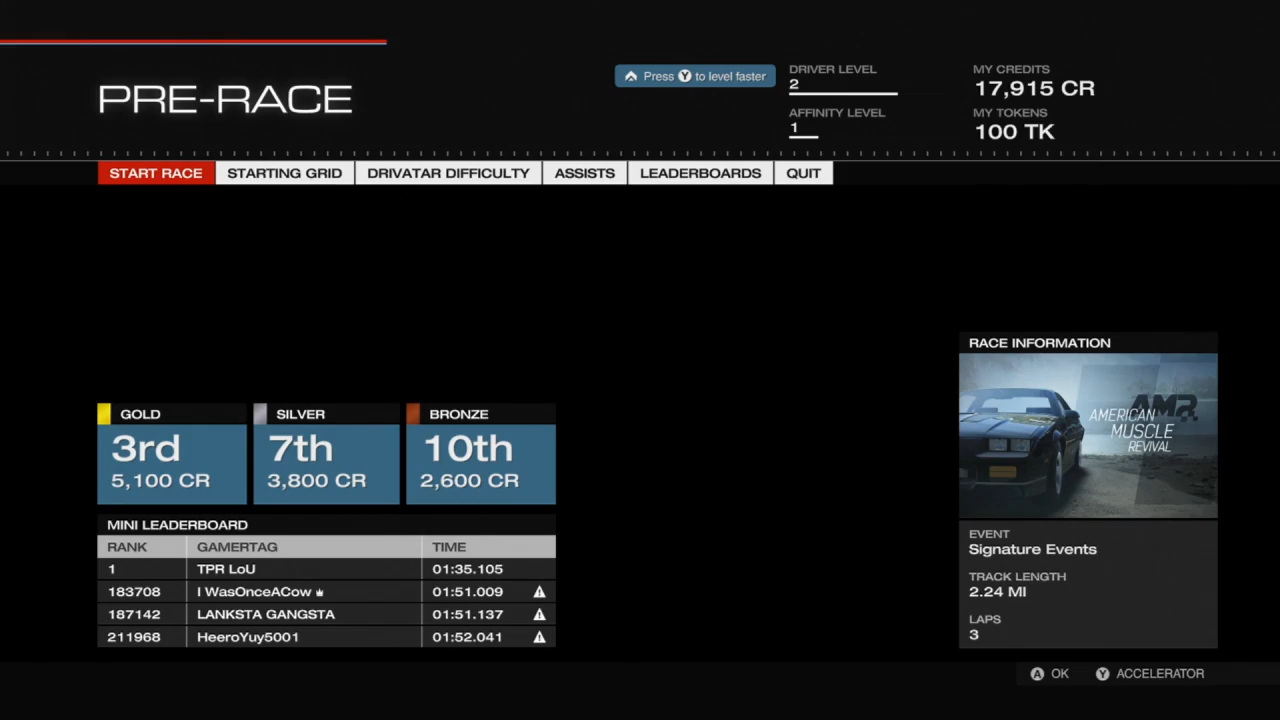 PRE-RACE
Press Y to level faster
DRIVER LEVEL
2
AFFINITY LEVEL
1
MY CREDITS
17,915 CR
MY TOKENS
100 TK
START RACE STARTING GRID DRIVATAR DIFFICULTY ASSISTS LEADERBOARDS QUIT
GOLD
3rd
5,100 CR
SILVER
7th
3,800 CR
BRONZE
10th
2,600 CR
MINI LEADERBOARD
RANK GAMERTAG TIME
1 TPR LoU 01:35.105
183708 I WasOnceACow 01:51.009
187142 LANKSTA GANGSTA 01:51.137
211968 HeeroYuy5001 01:52.041
RACE INFORMATION
AMR
AMERICAN
MUSCLE
REVIVAL
EVENT
Signature Events
TRACK LENGTH
2.24 MI
LAPS
3
A OK Y ACCELERATOR